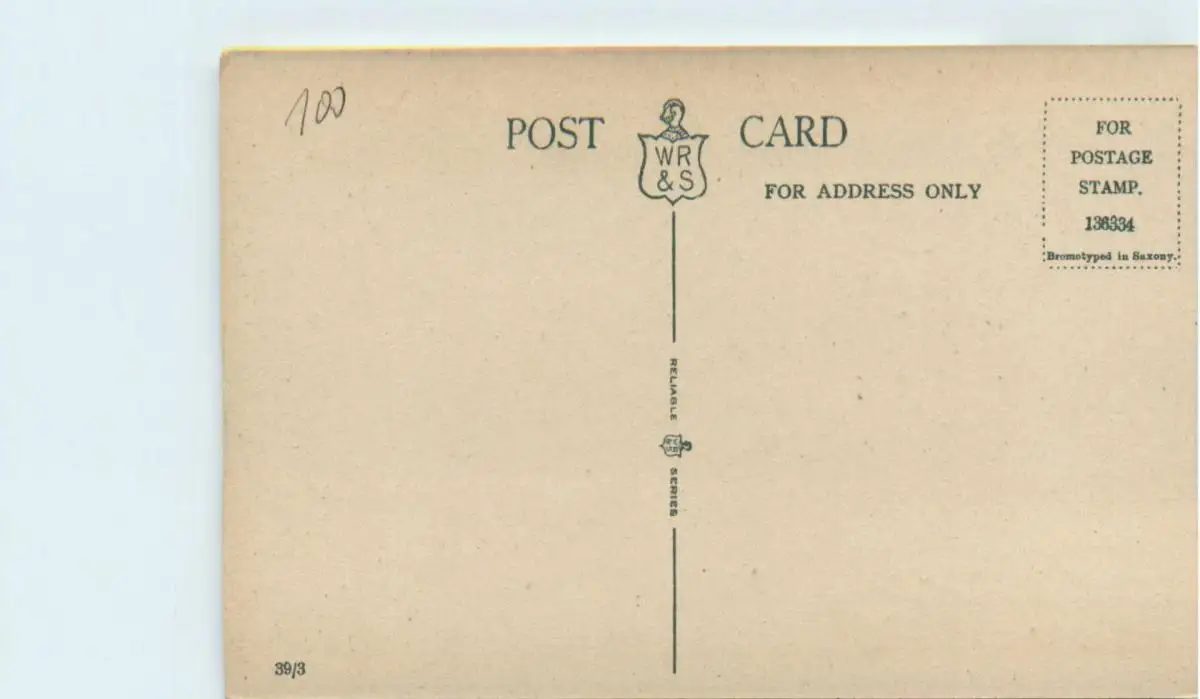 100
POST WR CARD
& S
FOR ADDRESS ONLY
FOR
POSTAGE
STAMP.
136334
Bromotyped in Saxony.
RELIABLE
SERIES
39/3